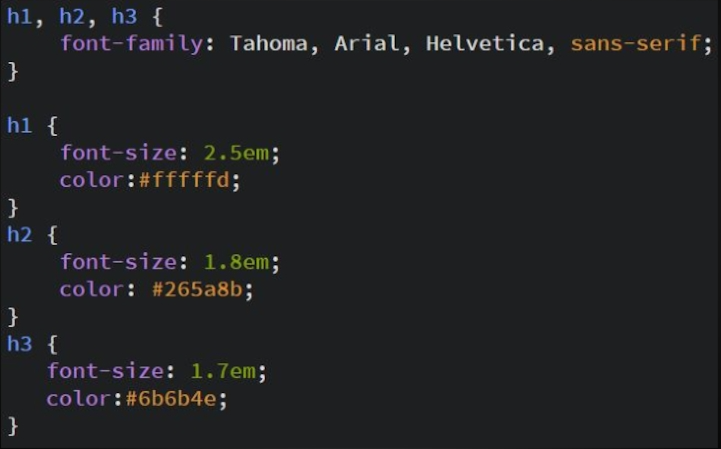 h1, h2, h3 {
    font-family: Tahoma, Arial, Helvetica, sans-serif;
}

h1 {
    font-size: 2.5em;
    color:#fffffd;
}
h2 {
    font-size: 1.8em;
    color: #265a8b;
}
h3 {
   font-size: 1.7em;
   color:#6b6b4e;
}